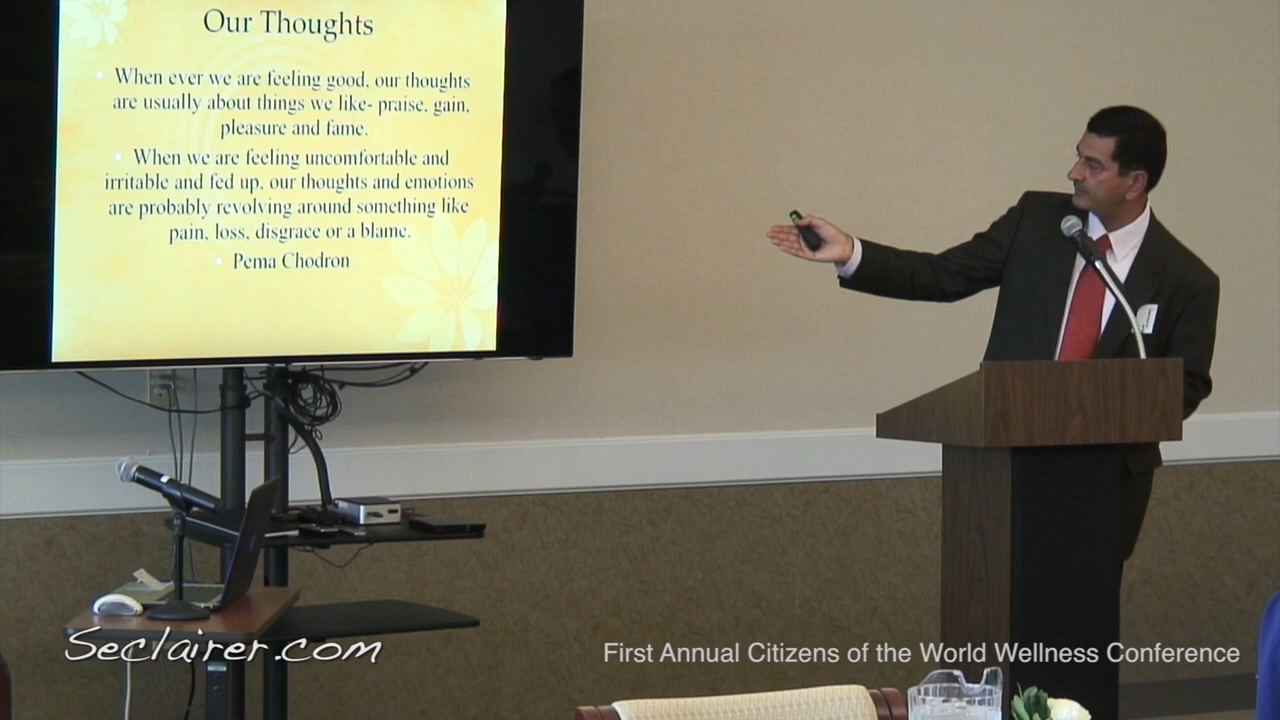 Our Thoughts
When ever we are feeling good, our thoughts
are usually about things we like- praise, gain,
pleasure and fame.
When we are feeling uncomfortable and
irritable and fed up, our thoughts and emotions
are probably revolving around something like
pain, loss, disgrace or a blame.
Pema Chodron
Seclairer.com
First Annual Citizens of the World Wellness Conference